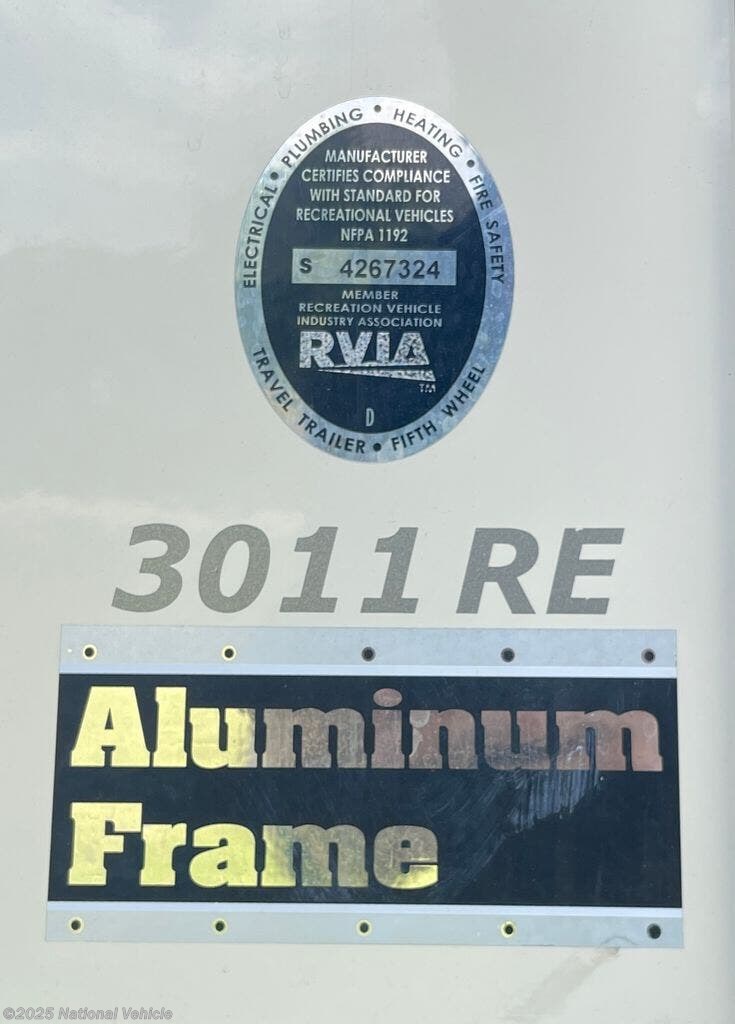 ELECTRICAL • PLUMBING • HEATING • FIRE SAFETY
MANUFACTURER
CERTIFIES COMPLIANCE
WITH STANDARD FOR
RECREATIONAL VEHICLES
NFPA 1192
S 4267324
MEMBER
RECREATION VEHICLE
INDUSTRY ASSOCIATION
RVIA
TM
D
TRAVEL TRAILER • FIFTH WHEEL
3011 RE
Aluminum
Frame
©2025 National Vehicle